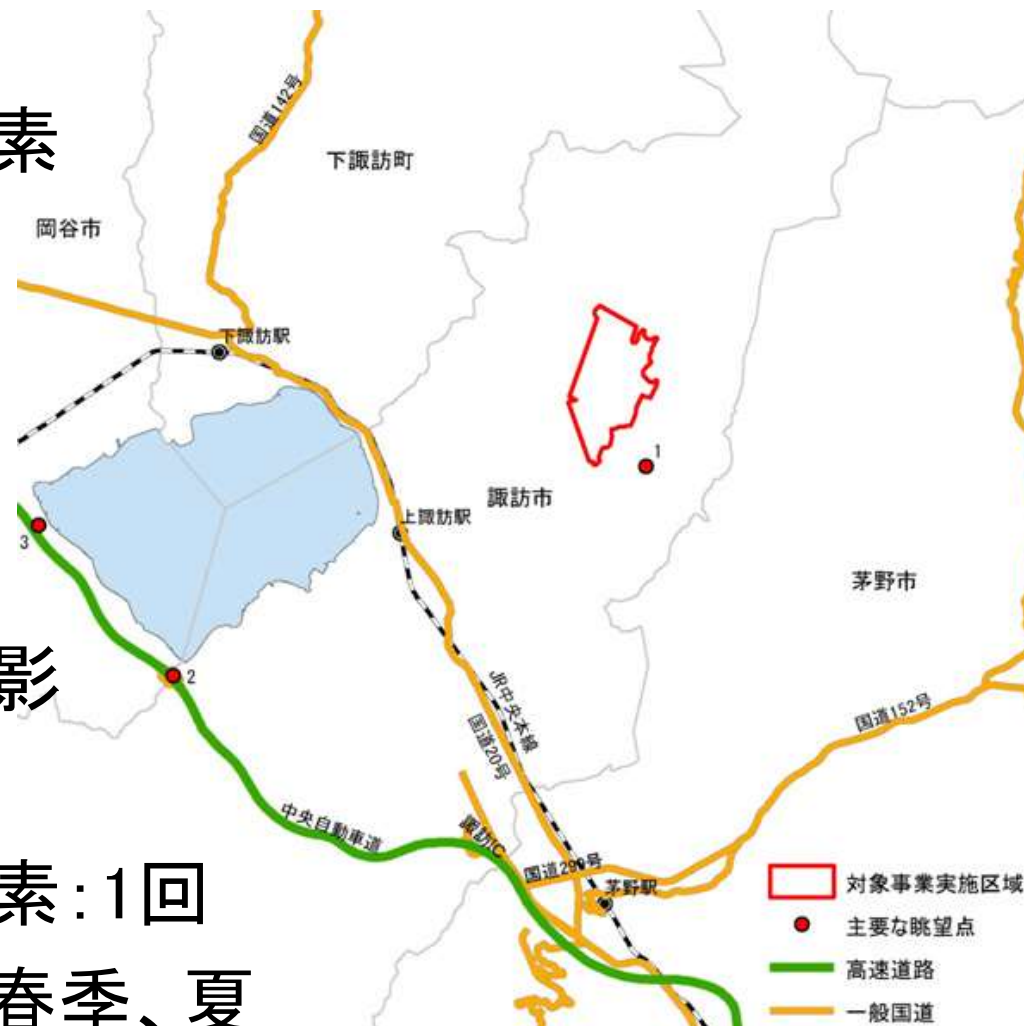 素
影
素：1回
春季、夏
国道142号
下諏訪町
岡谷市
下諏訪駅
1
諏訪市
上諏訪駅
3
茅野市
2
JR中央本線
国道20号
国道152号
中央自動車道
諏訪IC
国道299号
茅野駅
対象事業実施区域
主要な眺望点
高速道路
一般国道